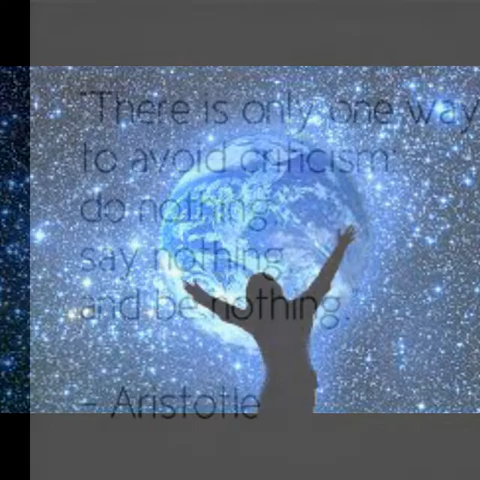 "There is only one way
to avoid criticism:
do nothing,
say nothing,
and be nothing."
- Aristotle